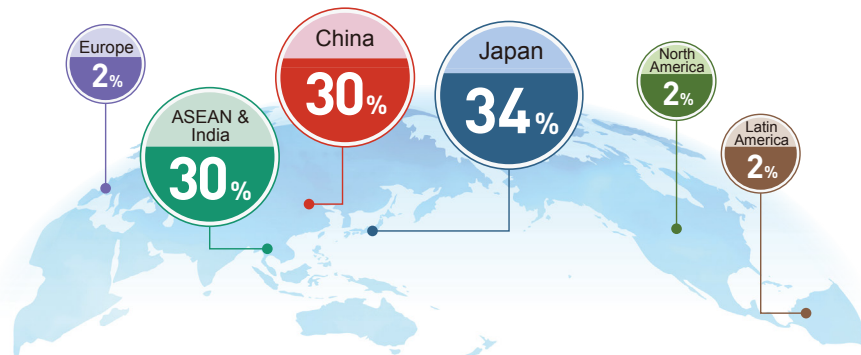 Europe
2%
ASEAN &
India
30%
China
30%
Japan
34%
North
America
2%
Latin
America
2%